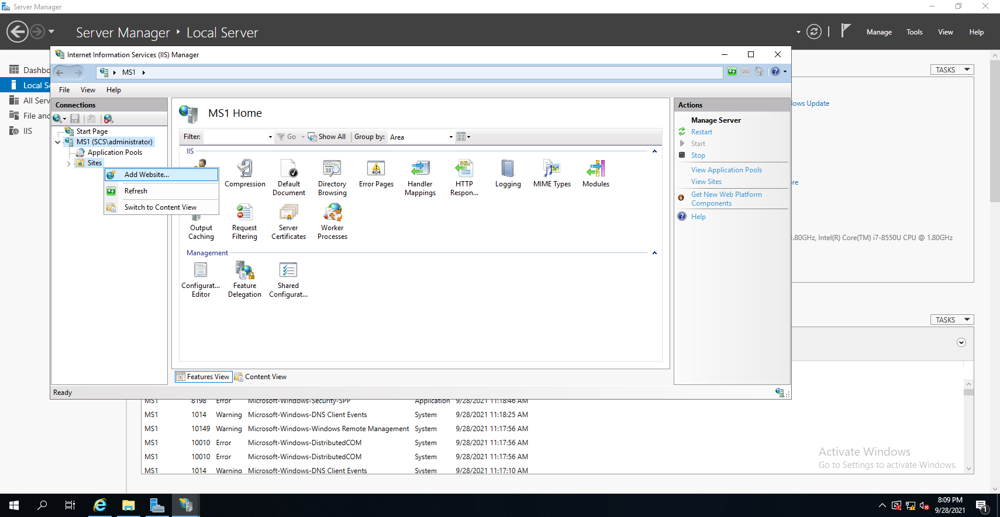 Server Manager
Server Manager ‣ Local Server
Manage Tools View Help
Internet Information Services (IIS) Manager
MS1
File View Help
Dashbo
Local S
All Serv
File and
IIS
TASKS
Connections
Start Page
MS1 (SCS\administrator)
Application Pools
Sites
Add Website...
Refresh
Switch to Content View
MS1 Home
Filter: Go Show All Group by: Area
IIS
Compression
Default Document
Directory Browsing
Error Pages
404
Handler Mappings
HTTP Respon...
Logging
MIME Types
Modules
Output Caching
Request Filtering
Server Certificates
Worker Processes
Management
Configurat... Editor
Feature Delegation
Shared Configurat...
Features View Content View
Ready
Actions
Manage Server
Restart
Start
Stop
View Application Pools
View Sites
Get New Web Platform Components
Help
lows Update
re
.80GHz, Intel(R) Core(TM) i7-8550U CPU @ 1.80GHz
TASKS
MS1 8198 Error Microsoft-Windows-Security-SPP Application 9/28/2021 11:18:46 AM
MS1 1014 Warning Microsoft-Windows-DNS Client Events System 9/28/2021 11:18:25 AM
MS1 10149 Warning Microsoft-Windows-Windows Remote Management System 9/28/2021 11:17:56 AM
MS1 10010 Error Microsoft-Windows-DistributedCOM System 9/28/2021 11:17:56 AM
MS1 10010 Error Microsoft-Windows-DistributedCOM System 9/28/2021 11:17:56 AM
MS1 1014 Warning Microsoft-Windows-DNS Client Events System 9/28/2021 11:17:10 AM
Activate Windows
Go to Settings to activate Windows.
8:09 PM
9/28/2021
1